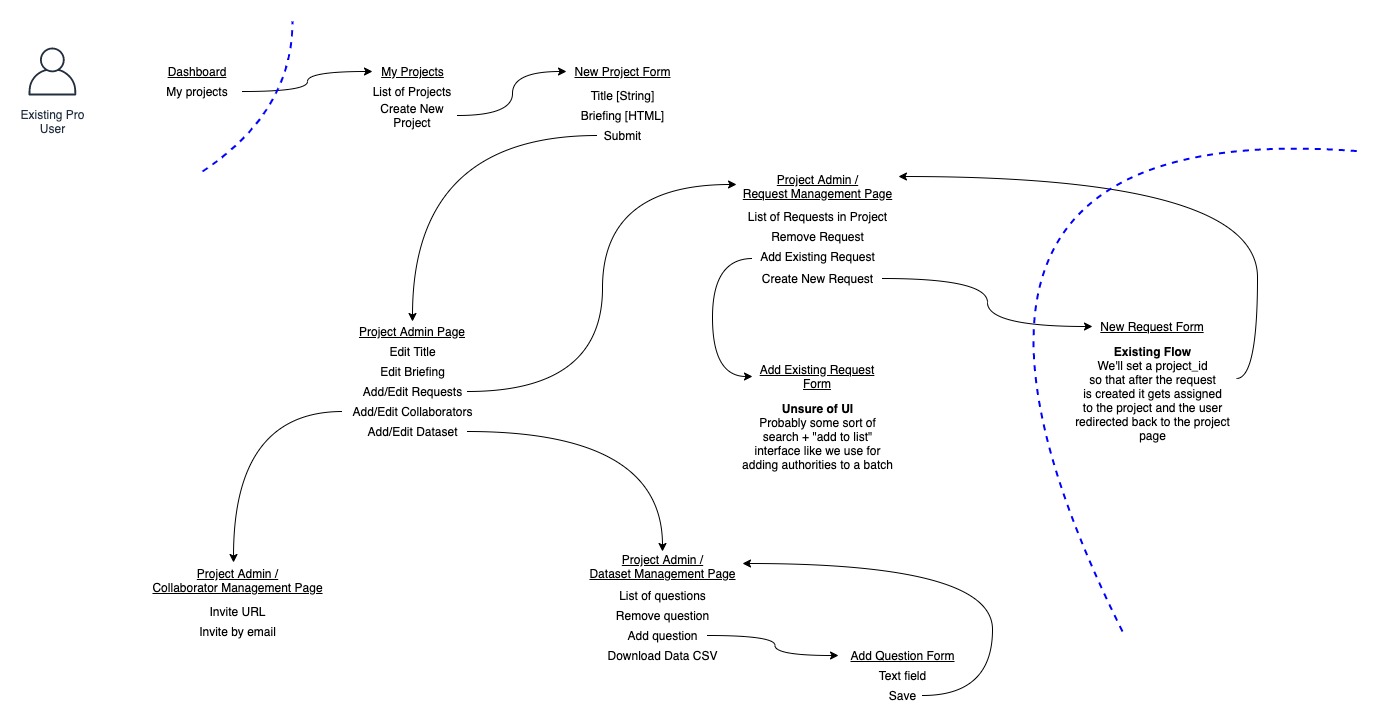 Existing Pro
User
Dashboard
My projects
My Projects
List of Projects
Create New
Project
New Project Form
Title [String]
Briefing [HTML]
Submit
Project Admin /
Request Management Page
List of Requests in Project
Remove Request
Add Existing Request
Create New Request
New Request Form
Existing Flow
We'll set a project_id
so that after the request
is created it gets assigned
to the project and the user
redirected back to the project
page
Project Admin Page
Edit Title
Edit Briefing
Add/Edit Requests
Add/Edit Collaborators
Add/Edit Dataset
Add Existing Request
Form
Unsure of UI
Probably some sort of
search + "add to list"
interface like we use for
adding authorities to a batch
Project Admin /
Collaborator Management Page
Invite URL
Invite by email
Project Admin /
Dataset Management Page
List of questions
Remove question
Add question
Download Data CSV
Add Question Form
Text field
Save